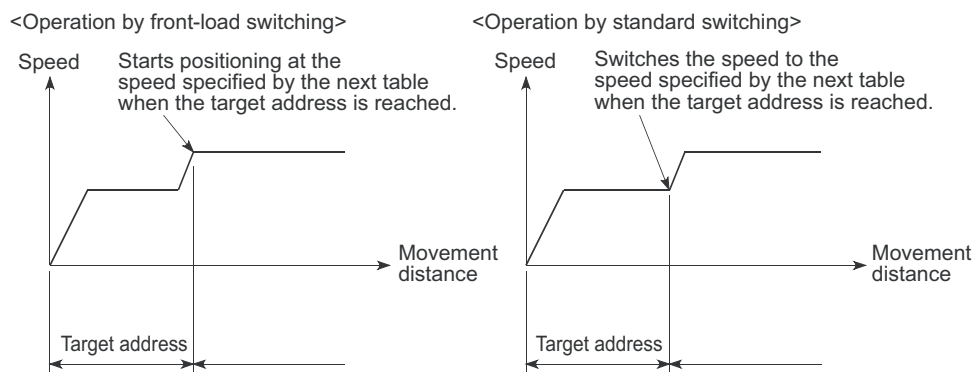 <Operation by front-load switching>
Speed
Starts positioning at the
speed specified by the next table
when the target address is reached.
Movement
distance
Target address
<Operation by standard switching>
Speed
Switches the speed to the
speed specified by the next table
when the target address is reached.
Movement
distance
Target address